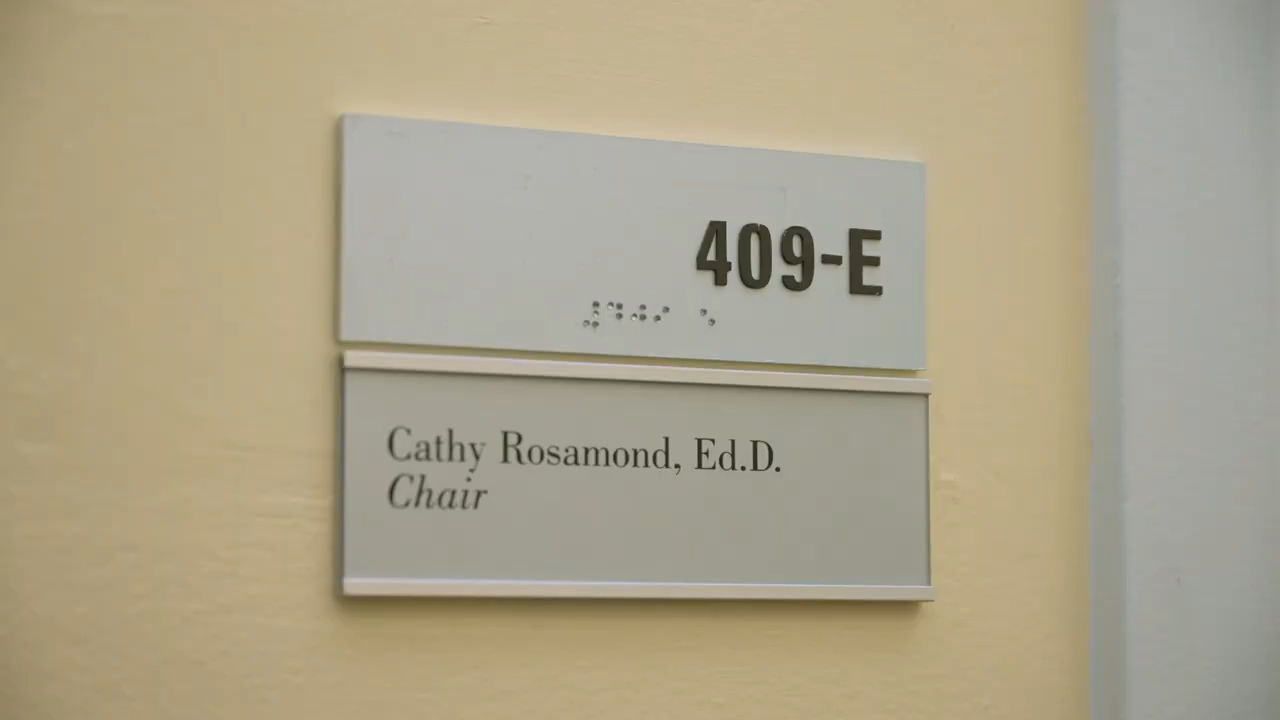 409-E
⠼⠙⠚⠊ ⠑
Cathy Rosamond, Ed.D.
Chair